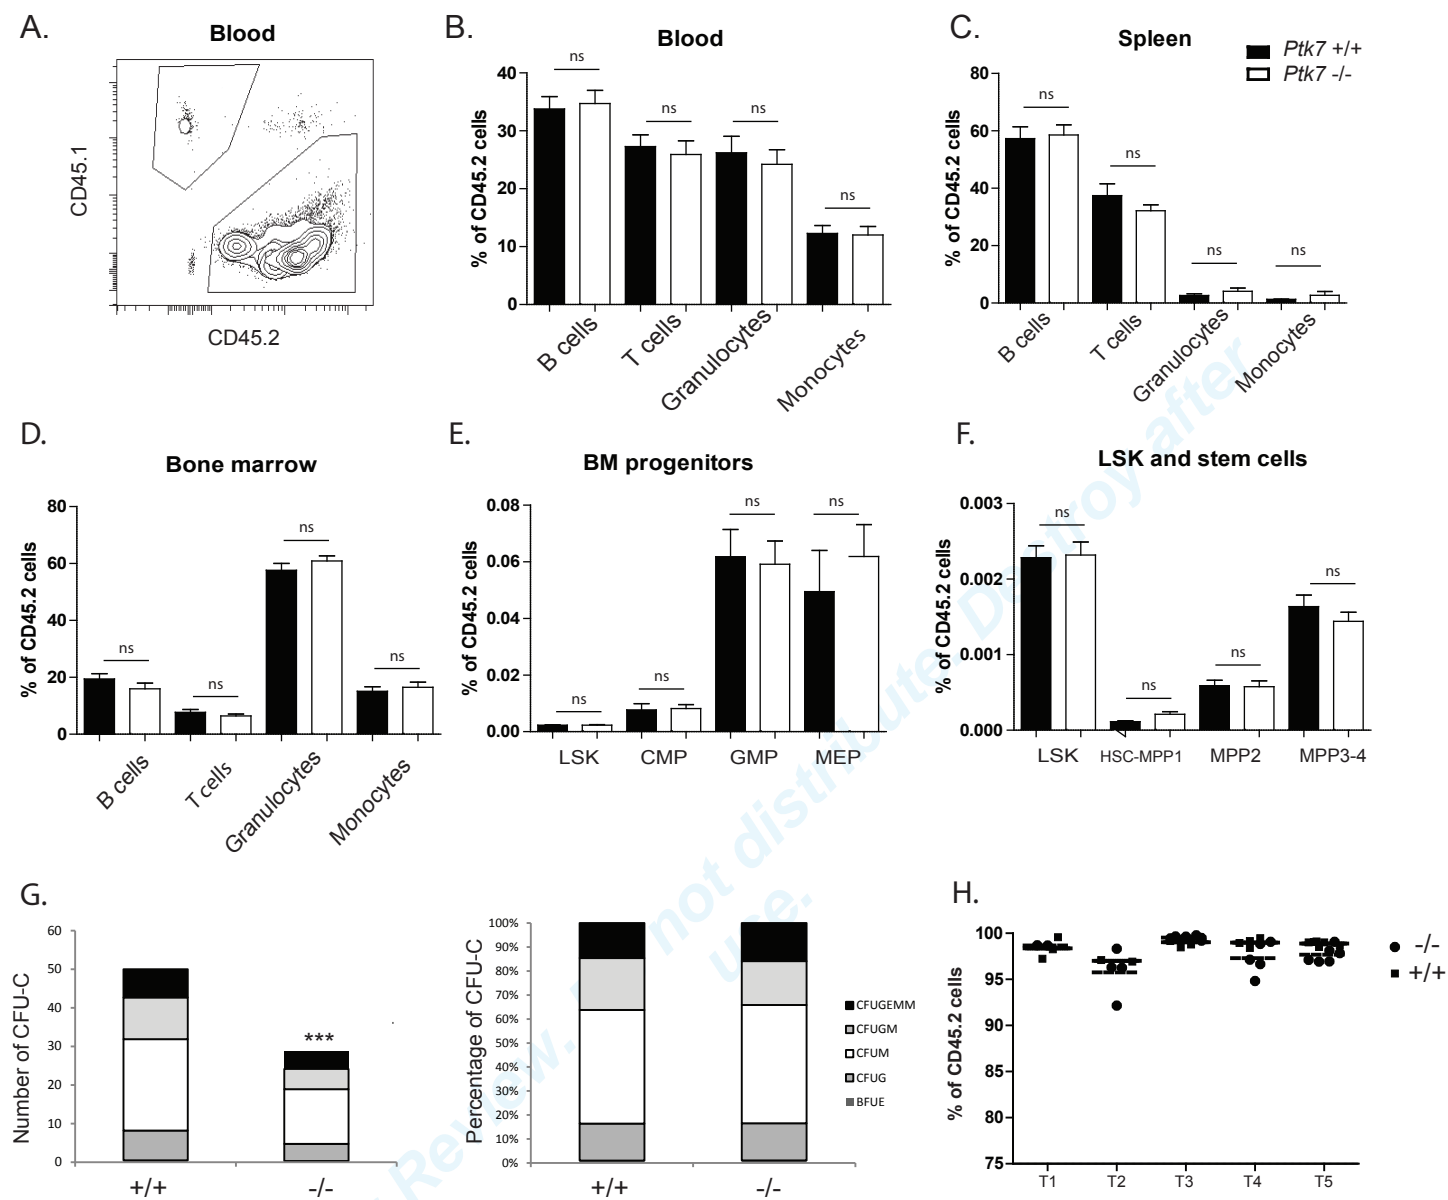 A.
Blood
CD45.1
CD45.2
B.
Blood
% of CD45.2 cells
40
30
20
10
0
ns
ns
ns
ns
B cells
T cells
Granulocytes
Monocytes
C.
Spleen
Ptk7 +/+
Ptk7 -/-
% of CD45.2 cells
80
60
40
20
0
ns
ns
ns
ns
B cells
T cells
Granulocytes
Monocytes
D.
Bone marrow
% of CD45.2 cells
80
60
40
20
0
ns
ns
ns
ns
B cells
T cells
Granulocytes
Monocytes
E.
BM progenitors
% of CD45.2 cells
0.08
0.06
0.04
0.02
0.00
ns
ns
ns
ns
LSK CMP GMP MEP
F.
LSK and stem cells
% of CD45.2 cells
0.003
0.002
0.001
0.000
ns
ns
ns
ns
LSK HSC-MPP1 MPP2 MPP3-4
G.
Number of CFU-C
60
50
40
30
20
10
0
***
+/+ -/-
Percentage of CFU-C
100%
90%
80%
70%
60%
50%
40%
30%
20%
10%
0%
+/+ -/-
CFUGEMM
CFUGM
CFUM
CFUG
BFUE
H.
% of CD45.2 cells
100
95
90
85
80
75
T1 T2 T3 T4 T5
-/-
+/+
Review. not distribute. Destroy after
use.